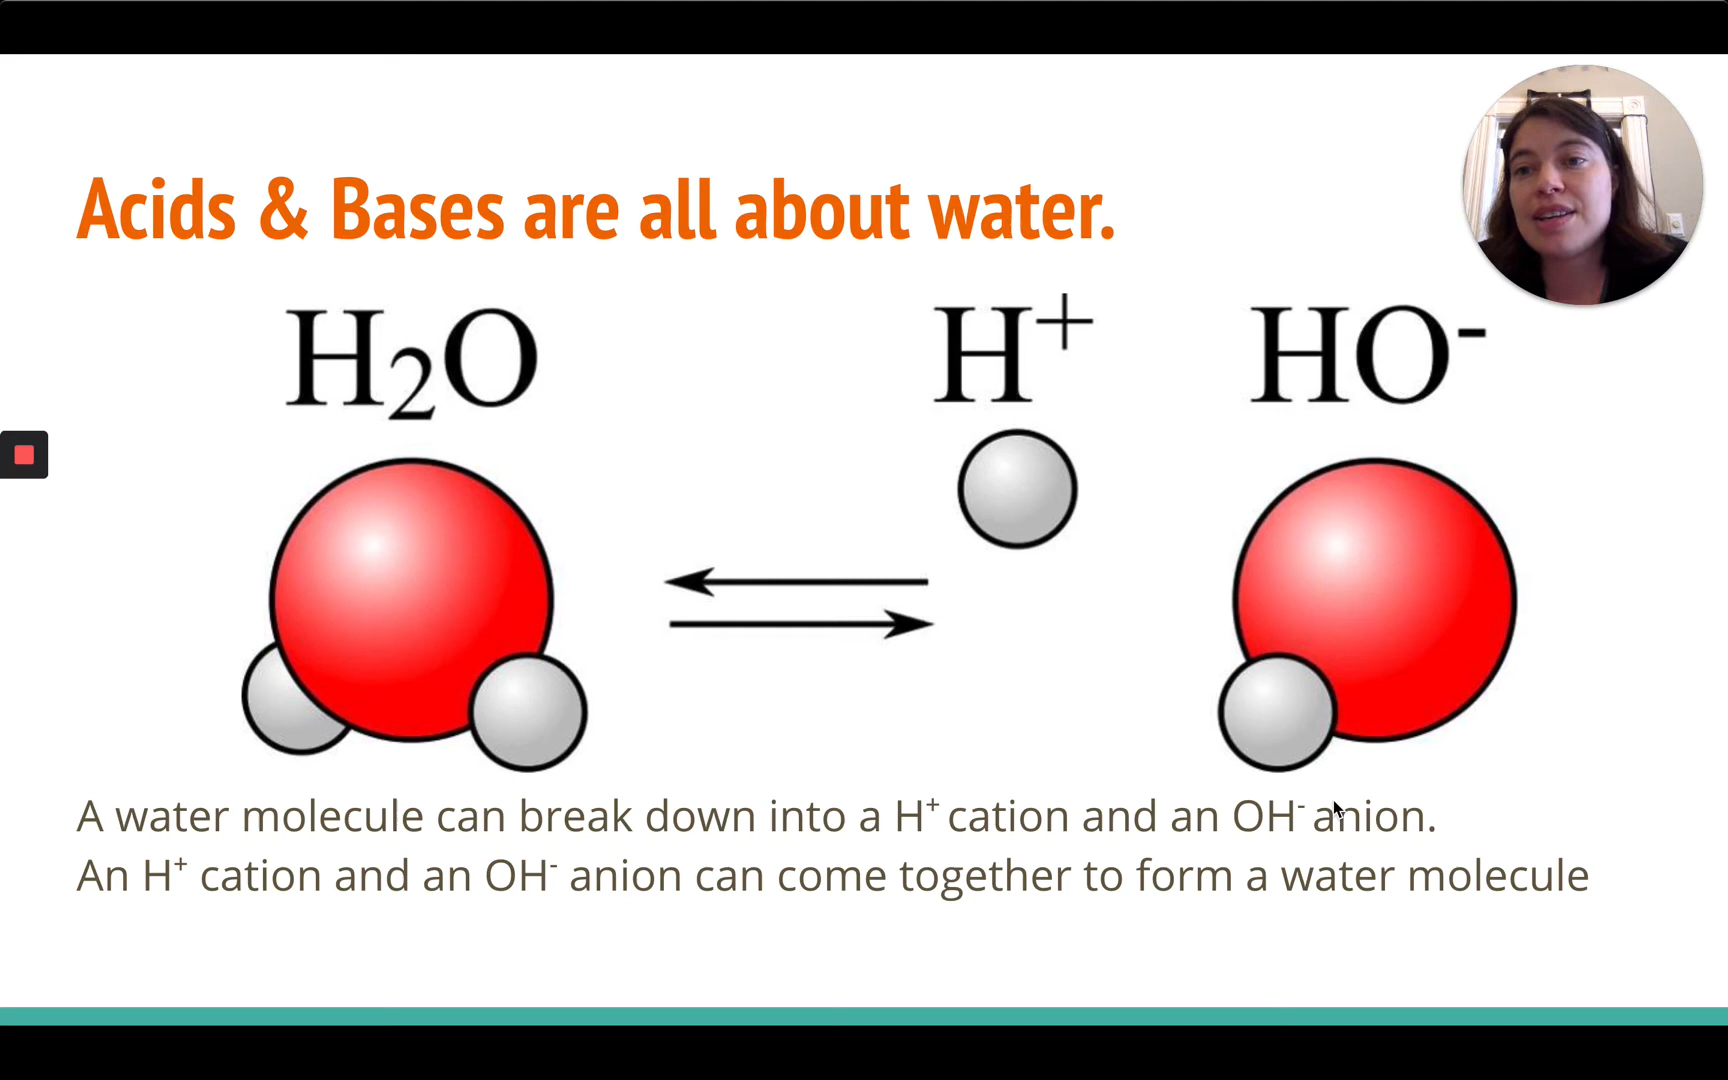 Acids & Bases are all about water.
H₂O H⁺ HO⁻
A water molecule can break down into a H⁺ cation and an OH⁻ anion.
An H⁺ cation and an OH⁻ anion can come together to form a water molecule